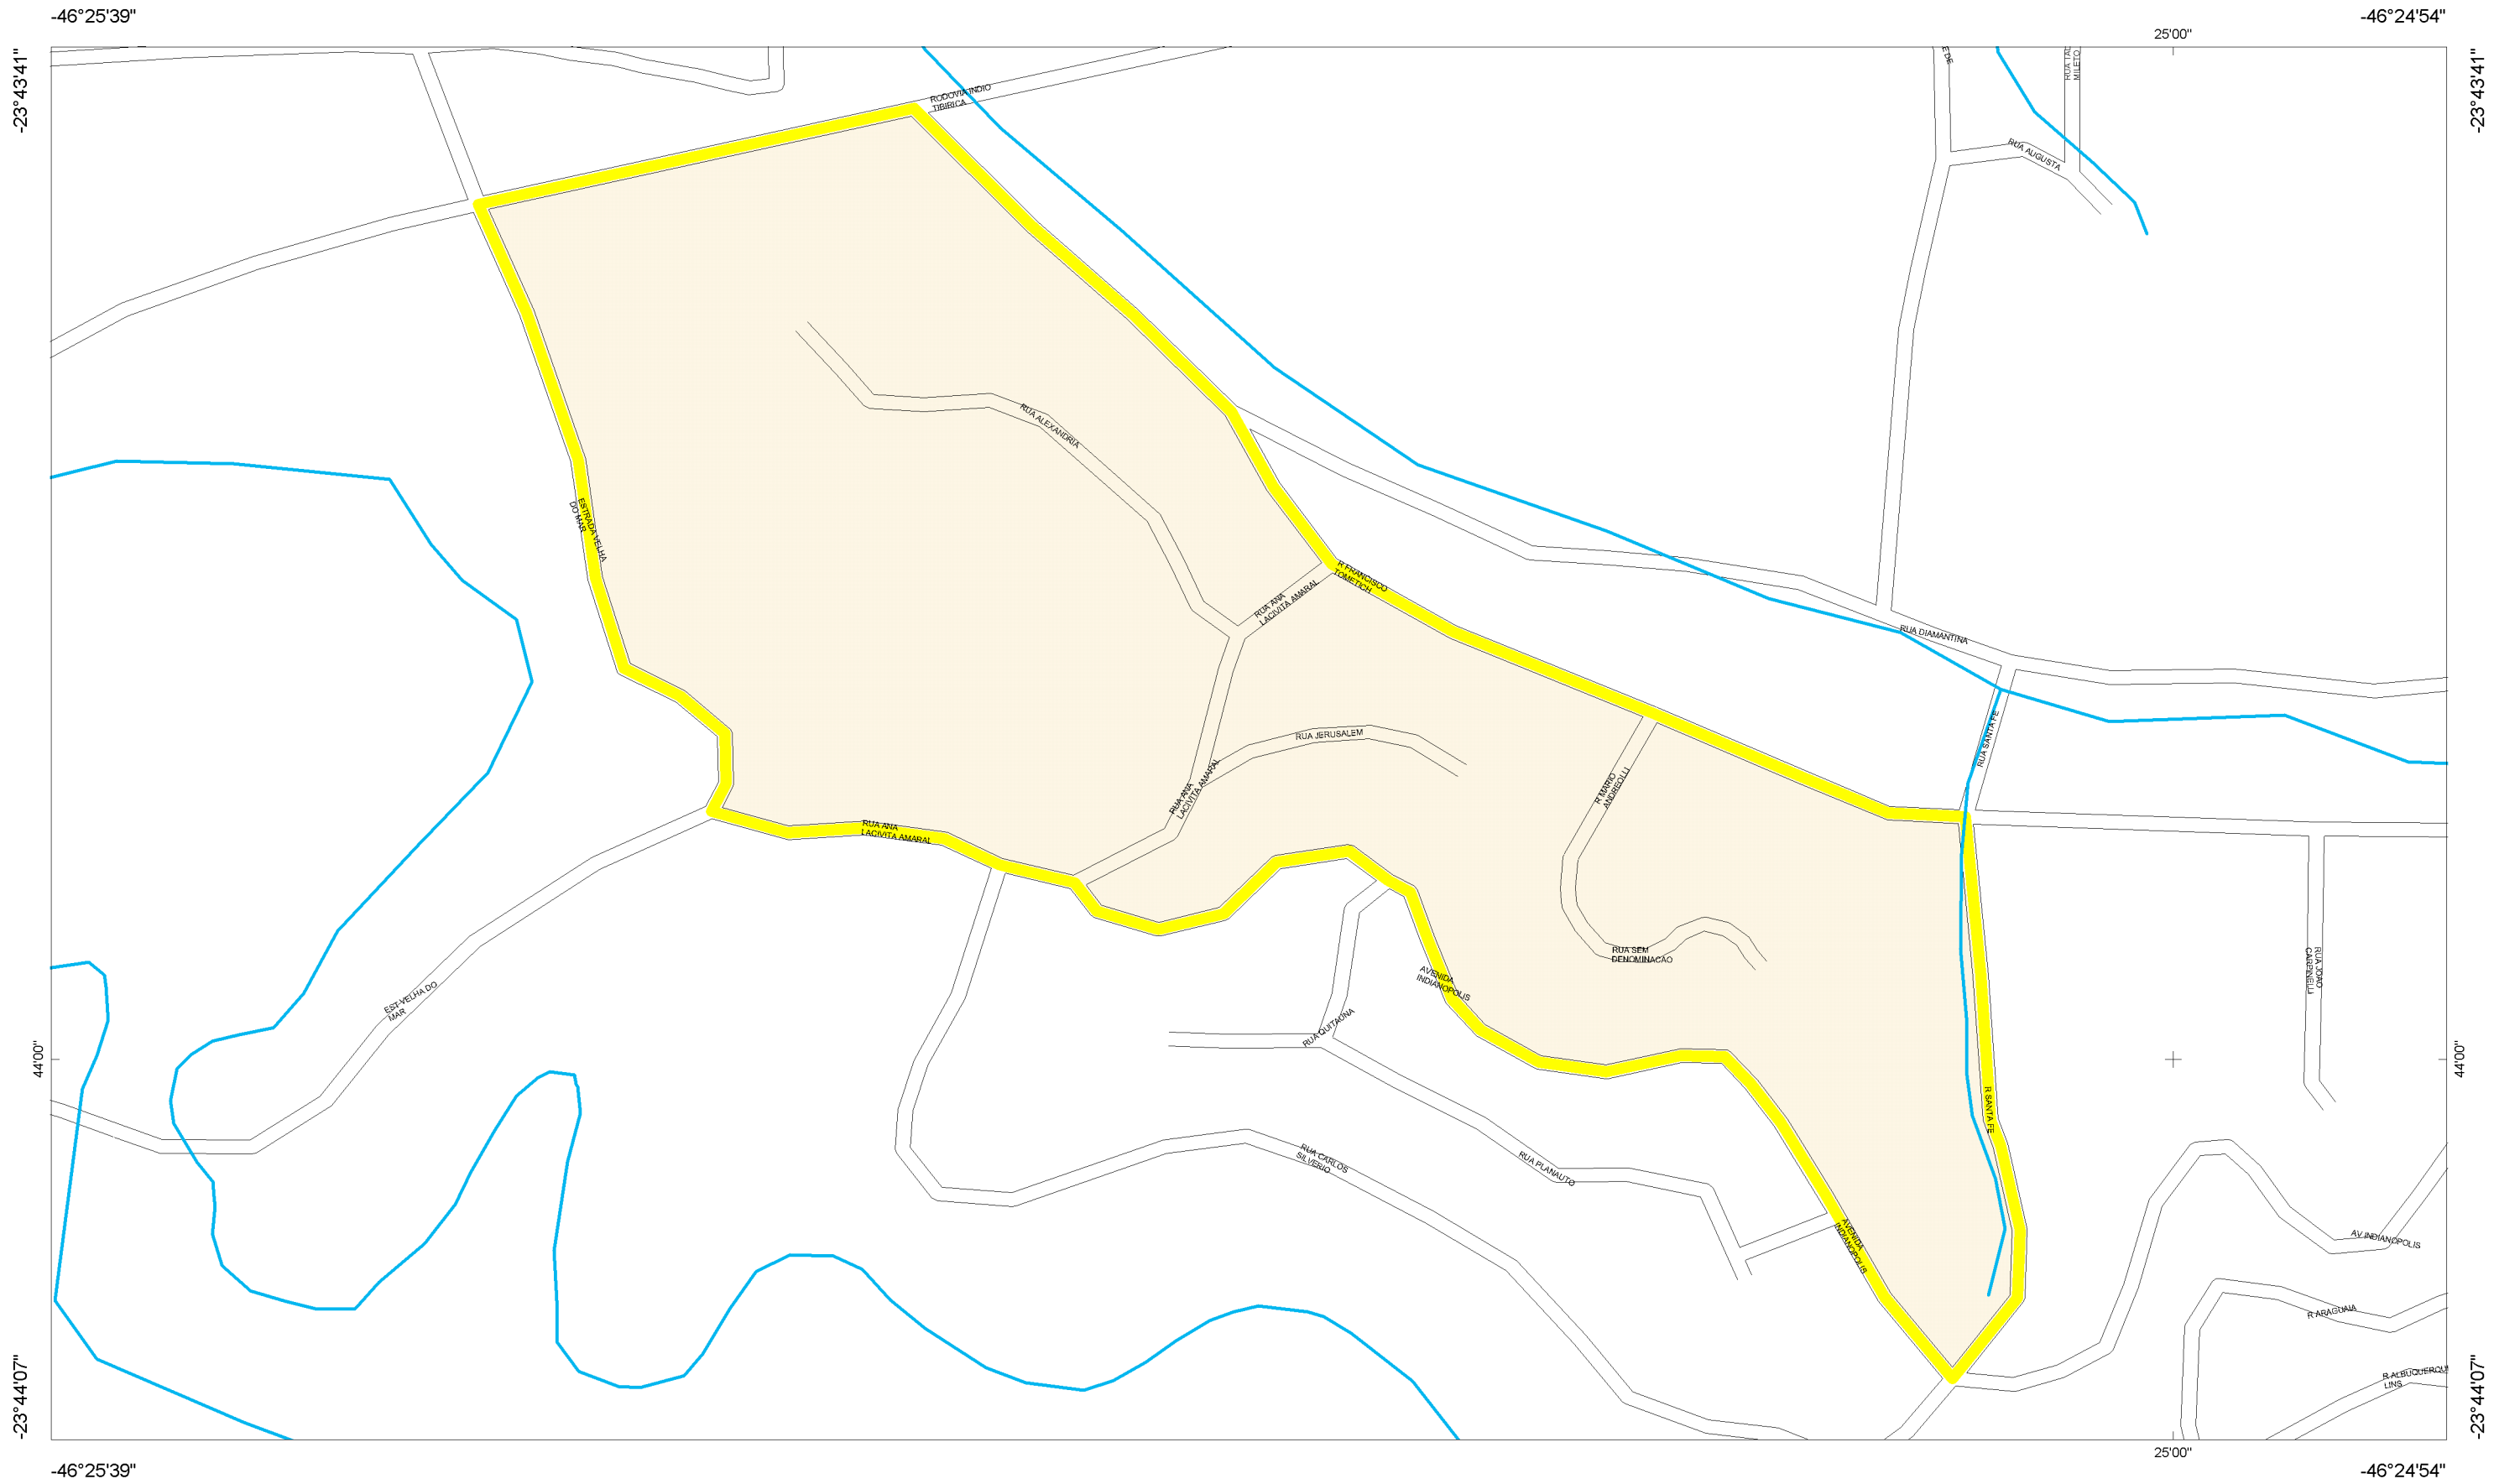 -46°25'39"
-46°24'54"
25'00"
-23°43'41"
-23°43'41"
RODOVIA INDIO
TIBIRICA
MILETO
RUA AUGUSTA
RUA ALEXANDRIA
ESTRADA VELHA
DO MAR
R FRANCISCO
TOMETICH
RUA ANA
LACIVITA AMARAL
RUA DIAMANTINA
RUA SANTA FE
RUA JERUSALEM
RUA ANA
LACIVITA AMARAL
R MARIO
ANDREOLLI
RUA ANA
LACIVITA AMARAL
RUA SEM
DENOMINACAO
AVENIDA
INDIANOPOLIS
RUA JOAO
CARPINELLI
EST VELHA DO
MAR
RUA QUITAUNA
44'00"
44'00"
R SANTA FE
RUA CARLOS
SILVERIO
RUA PLANAUTO
AVENIDA
INDIANOPOLIS
AV INDIANOPOLIS
R ARAGUAIA
LINS
-23°44'07"
-23°44'07"
25'00"
-46°25'39"
-46°24'54"